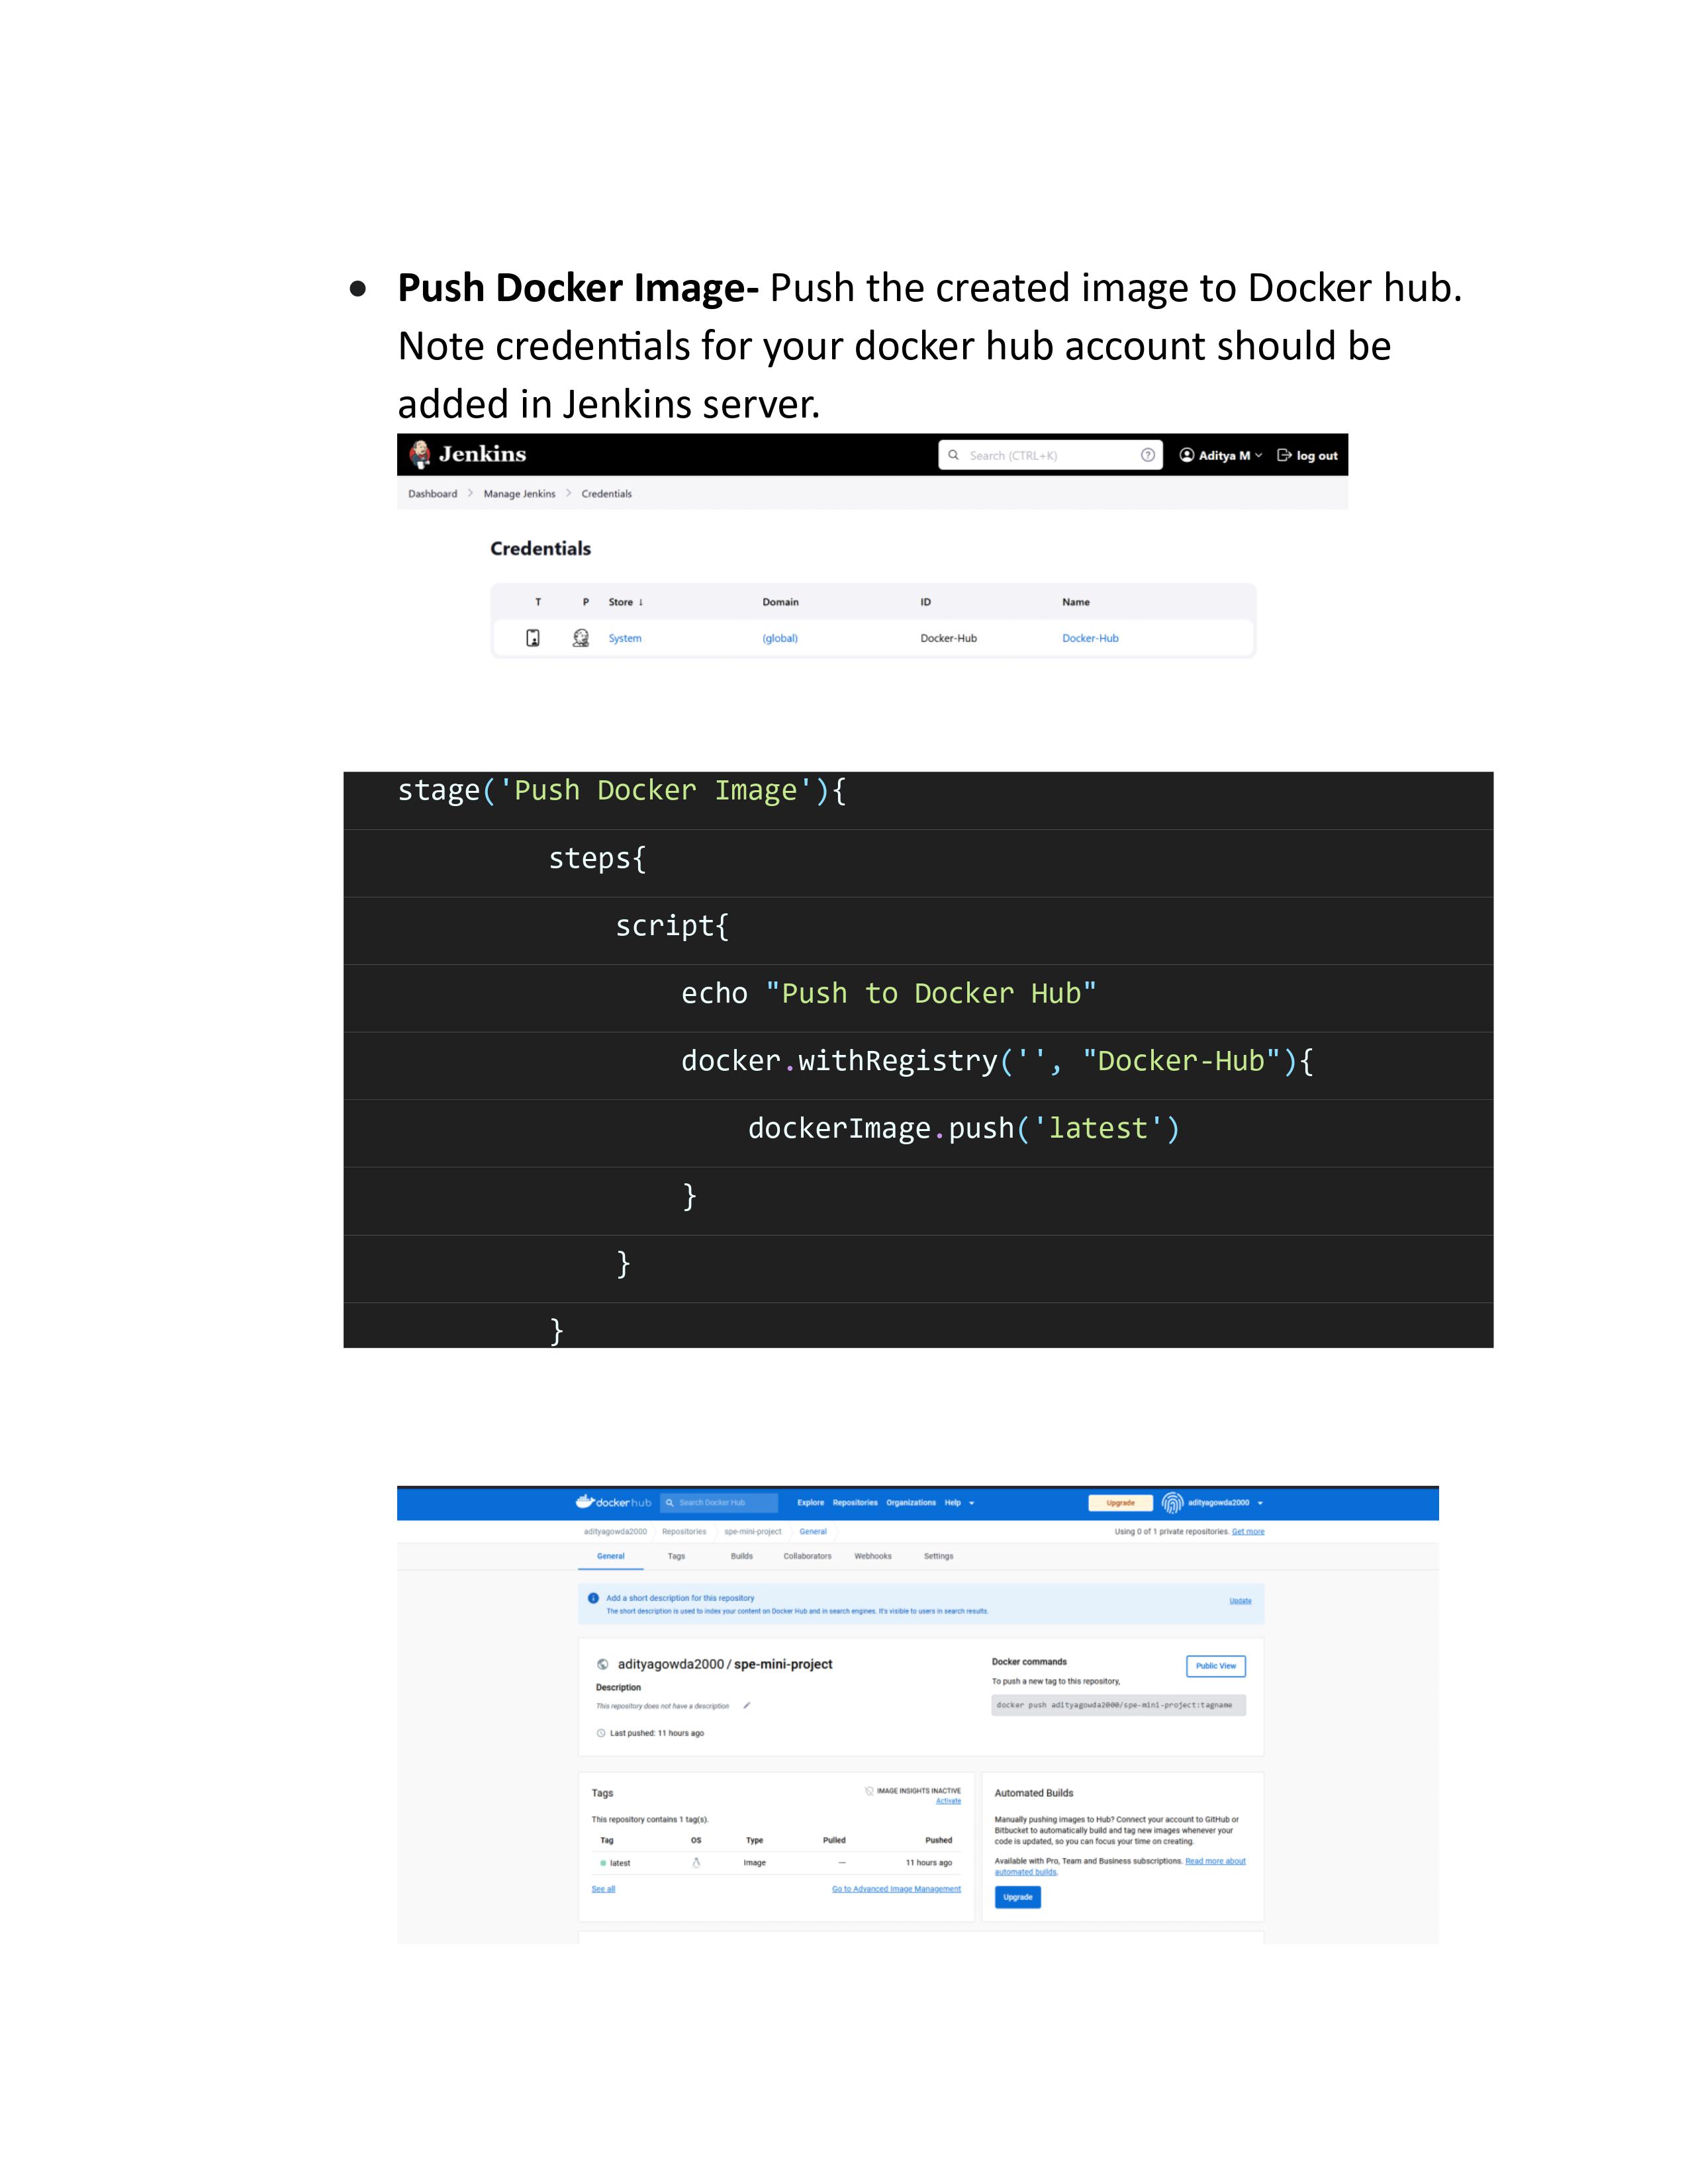 ● Push Docker Image- Push the created image to Docker hub.
Note credentials for your docker hub account should be
added in Jenkins server.
Jenkins Search (CTRL+K) Aditya M log out
Dashboard > Manage Jenkins > Credentials
Credentials
T P Store ↓ Domain ID Name
System (global) Docker-Hub Docker-Hub
stage('Push Docker Image'){
steps{
script{
echo "Push to Docker Hub"
docker.withRegistry('', "Docker-Hub"){
dockerImage.push('latest')
}
}
}
dockerhub Search Docker Hub Explore Repositories Organizations Help Upgrade adityagowda2000
adityagowda2000 Repositories spe-mini-project General Using 0 of 1 private repositories. Get more
General Tags Builds Collaborators Webhooks Settings
Add a short description for this repository Update
The short description is used to index your content on Docker Hub and in search engines. It's visible to users in search results.
adityagowda2000 / spe-mini-project
Description
This repository does not have a description
Last pushed: 11 hours ago
Docker commands Public View
To push a new tag to this repository,
docker push adityagowda2000/spe-mini-project:tagname
Tags IMAGE INSIGHTS INACTIVE
Activate
This repository contains 1 tag(s).
Tag OS Type Pulled Pushed
latest Image --- 11 hours ago
See all Go to Advanced Image Management
Automated Builds
Manually pushing images to Hub? Connect your account to GitHub or
Bitbucket to automatically build and tag new images whenever your
code is updated, so you can focus your time on creating.
Available with Pro, Team and Business subscriptions. Read more about
automated builds.
Upgrade